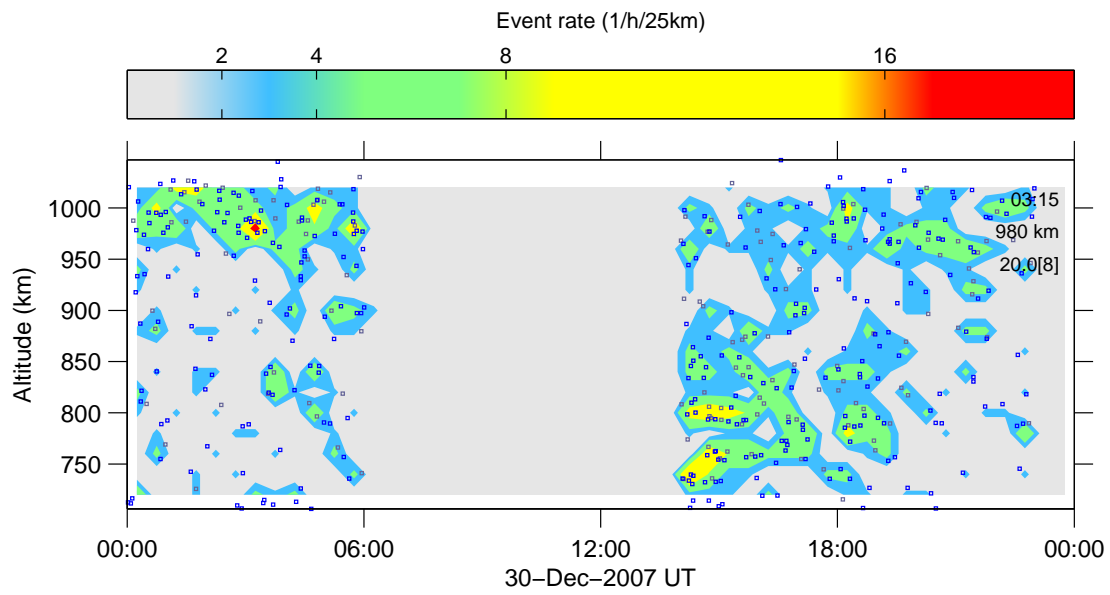 Event rate (1/h/25km)
2 4 8 16
1000
950
900
850
800
750
Altitude (km)
03:15
980 km
20.0[8]
00:00 06:00 12:00 18:00 00:00
30−Dec−2007 UT